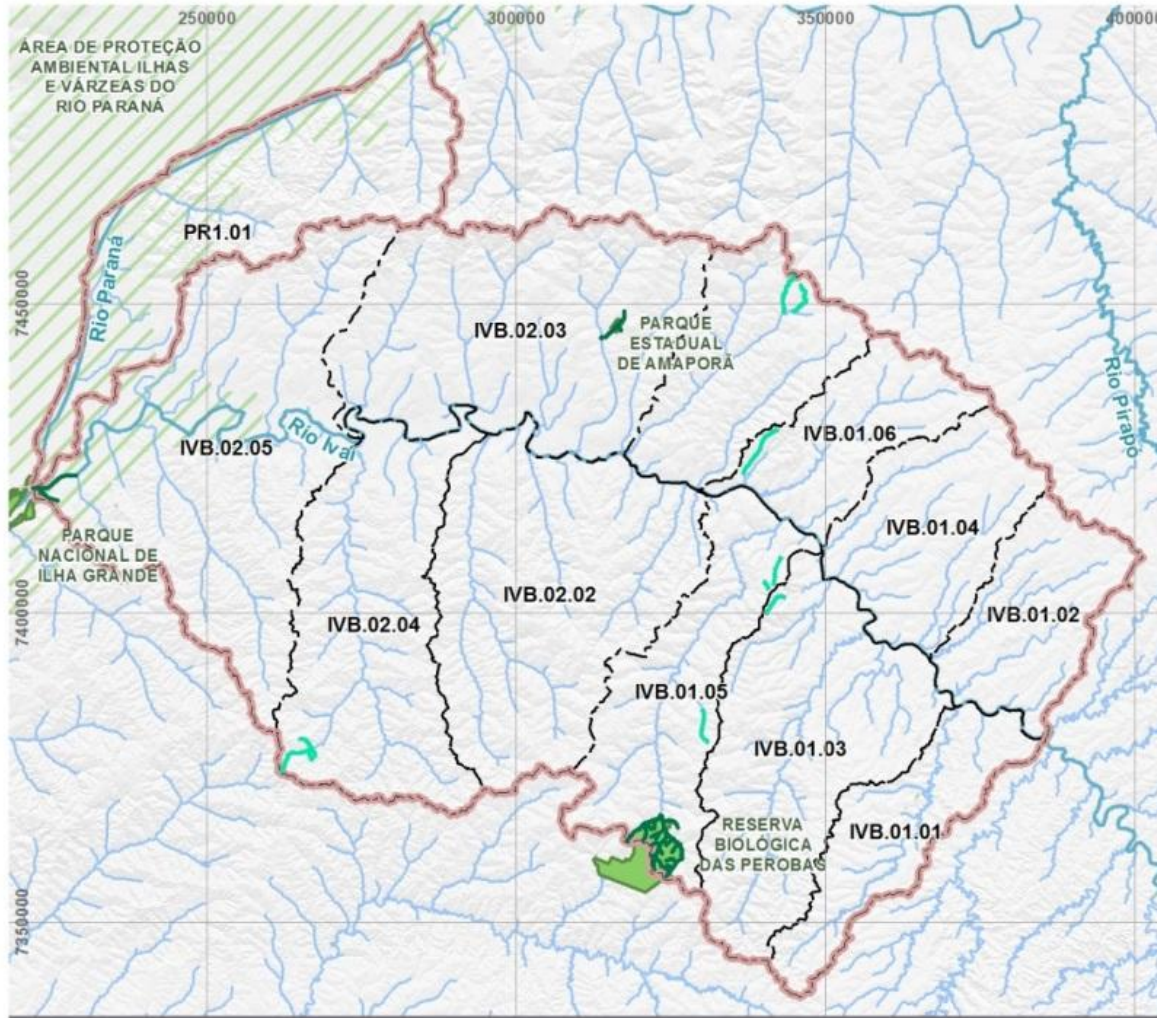 250000
300000
350000
400000
ÁREA DE PROTEÇÃO
AMBIENTAL ILHAS
E VÁRZEAS DO
RIO PARANÁ
PR1.01
Rio Paraná
7450000
IVB.02.03
PARQUE
ESTADUAL
DE AMAPORÃ
Rio Pirapó
IVB.02.05
Rio Ivaí
IVB.01.06
IVB.01.04
PARQUE
NACIONAL DE
ILHA GRANDE
7400000
IVB.02.04
IVB.02.02
IVB.01.02
IVB.01.05
IVB.01.03
RESERVA
BIOLÓGICA
DAS PEROBAS
IVB.01.01
7350000